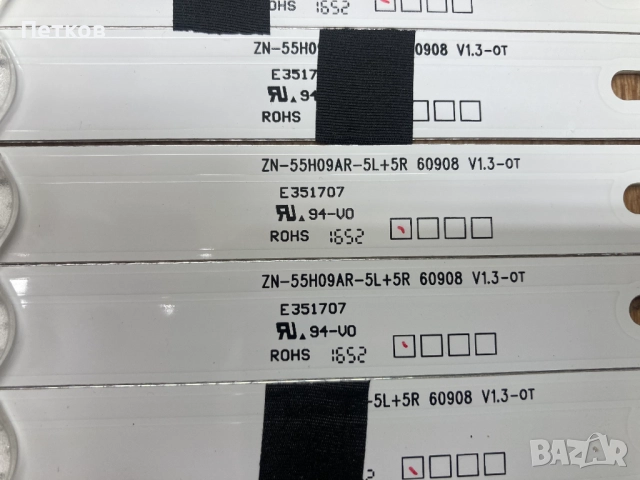 Петков
OHS 1652
ZN-55H09
60908 V1.3-OT
E3517
94
ROHS
ZN-55H09AR-5L+5R 60908 V1.3-OT
E351707
94-V0
ROHS 1652
ZN-55H09AR-5L+5R 60908 V1.3-OT
E351707
94-V0
ROHS 1652
-5L+5R 60908 V1.3-OT
BAZAR